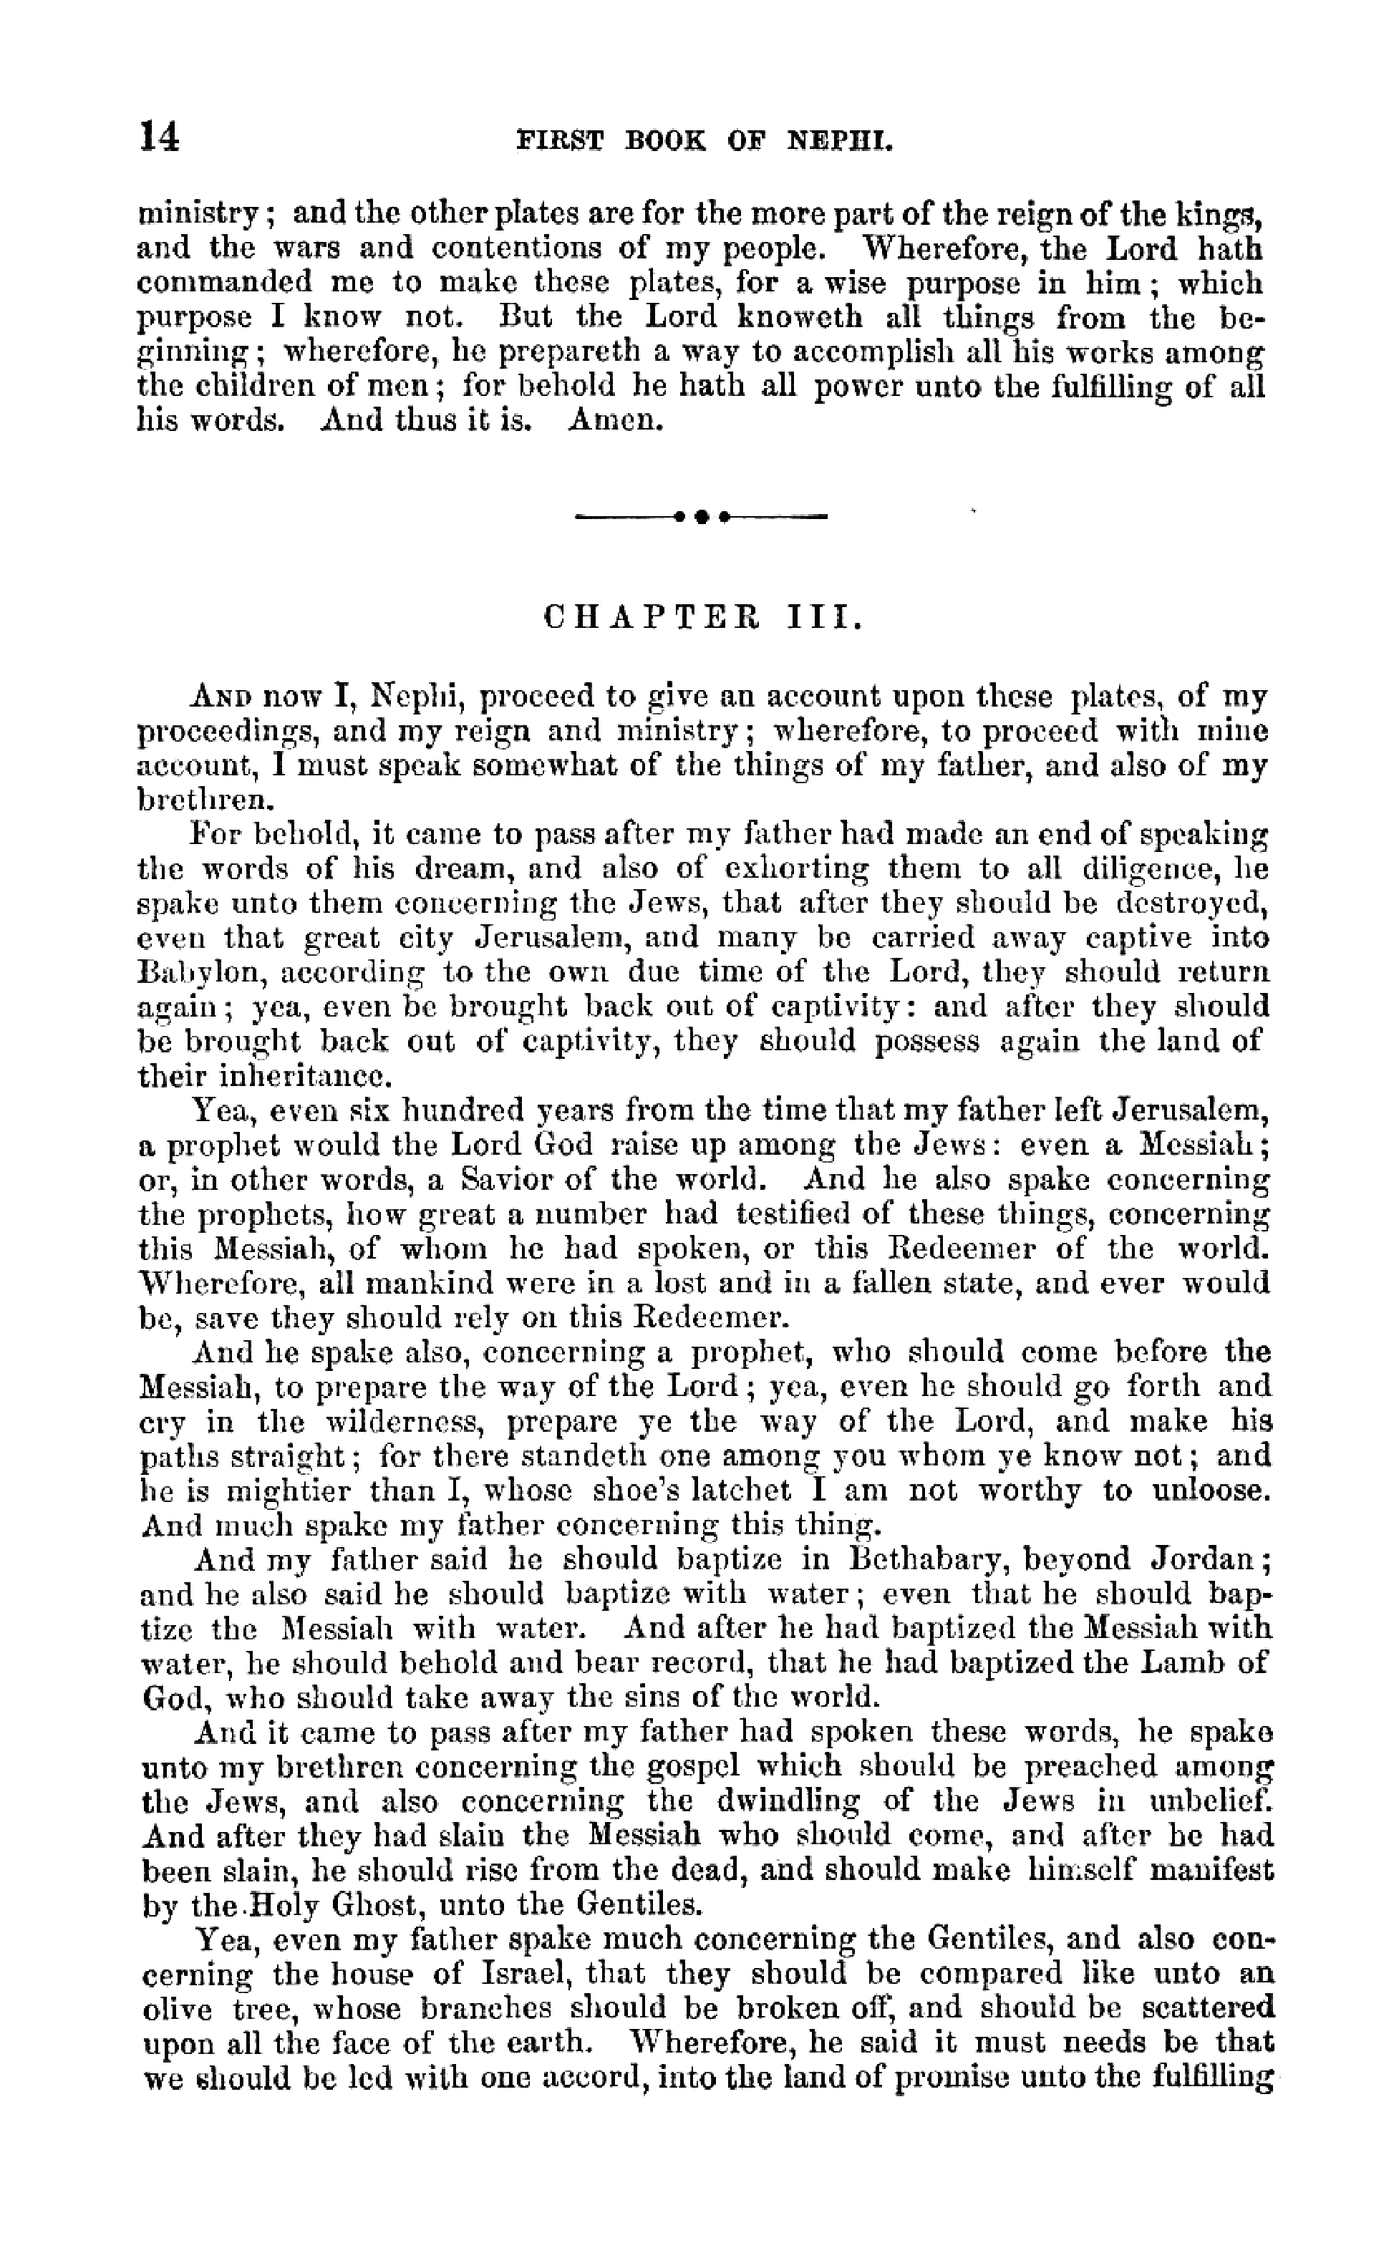 14 FIRST BOOK OF NEPHI.
ministry; and the other plates are for the more part of the reign of the kings,
and the wars and contentions of my people. Wherefore, the Lord hath
commanded me to make these plates, for a wise purpose in him; which
purpose I know not. But the Lord knoweth all things from the be-
ginning; wherefore, he prepareth a way to accomplish all his works among
the children of men; for behold he hath all power unto the fulfilling of all
his words. And thus it is. Amen.
CHAPTER III.
AND now I, Nephi, proceed to give an account upon these plates, of my
proceedings, and my reign and ministry; wherefore, to proceed with mine
account, I must speak somewhat of the things of my father, and also of my
brethren.
For behold, it came to pass after my father had made an end of speaking
the words of his dream, and also of exhorting them to all diligence, he
spake unto them concerning the Jews, that after they should be destroyed,
even that great city Jerusalem, and many be carried away captive into
Babylon, according to the own due time of the Lord, they should return
again; yea, even be brought back out of captivity: and after they should
be brought back out of captivity, they should possess again the land of
their inheritance.
Yea, even six hundred years from the time that my father left Jerusalem,
a prophet would the Lord God raise up among the Jews: even a Messiah;
or, in other words, a Savior of the world. And he also spake concerning
the prophets, how great a number had testified of these things, concerning
this Messiah, of whom he had spoken, or this Redeemer of the world.
Wherefore, all mankind were in a lost and in a fallen state, and ever would
be, save they should rely on this Redeemer.
And he spake also, concerning a prophet, who should come before the
Messiah, to prepare the way of the Lord; yea, even he should go forth and
cry in the wilderness, prepare ye the way of the Lord, and make his
paths straight; for there standeth one among you whom ye know not; and
he is mightier than I, whose shoe's latchet I am not worthy to unloose.
And much spake my father concerning this thing.
And my father said he should baptize in Bethabary, beyond Jordan;
and he also said he should baptize with water; even that he should bap-
tize the Messiah with water. And after he had baptized the Messiah with
water, he should behold and bear record, that he had baptized the Lamb of
God, who should take away the sins of the world.
And it came to pass after my father had spoken these words, he spake
unto my brethren concerning the gospel which should be preached among
the Jews, and also concerning the dwindling of the Jews in unbelief.
And after they had slain the Messiah who should come, and after he had
been slain, he should rise from the dead, and should make himself manifest
by the Holy Ghost, unto the Gentiles.
Yea, even my father spake much concerning the Gentiles, and also con-
cerning the house of Israel, that they should be compared like unto an
olive tree, whose branches should be broken off, and should be scattered
upon all the face of the earth. Wherefore, he said it must needs be that
we should be led with one accord, into the land of promise unto the fulfilling